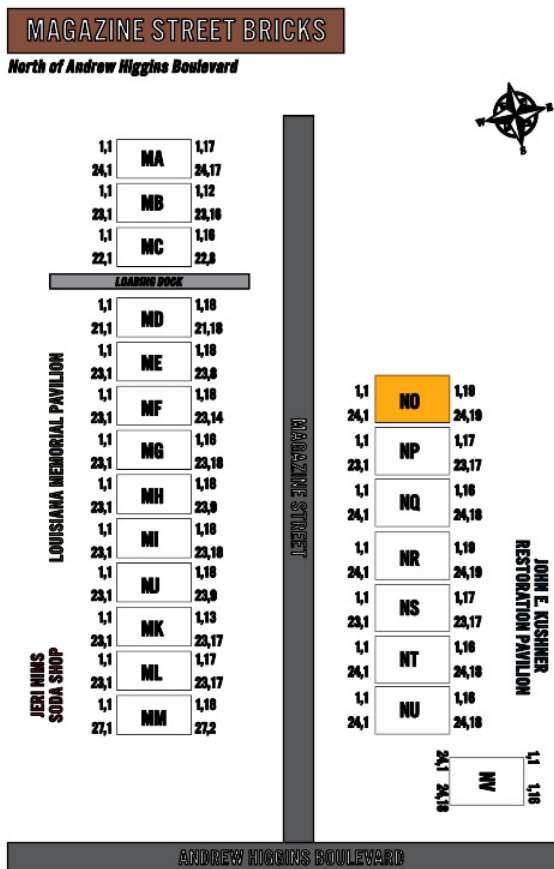 MAGAZINE STREET BRICKS
North of Andrew Higgins Boulevard
N
W E
S
1,1 MA 1,17
24,1 24,17
1,1 MB 1,12
23,1 23,16
1,1 MC 1,16
22,1 22,8
LOADING DOCK
1,1 MD 1,18
21,1 21,18
1,1 ME 1,18
23,1 23,8
1,1 MF 1,18
23,1 23,14
1,1 MG 1,16
23,1 23,18
1,1 MH 1,18
23,1 23,9
1,1 MI 1,18
23,1 23,18
1,1 MJ 1,18
23,1 23,9
1,1 MK 1,13
23,1 23,17
1,1 ML 1,17
23,1 23,17
1,1 MM 1,18
27,1 27,2
LOUISIANA MEMORIAL PAVILION
JERI NIMS
SODA SHOP
MAGAZINE STREET
1,1 NO 1,19
24,1 24,19
1,1 NP 1,17
23,1 23,17
1,1 NQ 1,16
24,1 24,18
1,1 NR 1,19
24,1 24,19
1,1 NS 1,17
23,1 23,17
1,1 NT 1,16
24,1 24,18
1,1 NU 1,16
24,1 24,18
JOHN E. KUSHNER
RESTORATION PAVILION
1,1 NV 1,16
24,1 24,18
ANDREW HIGGINS BOULEVARD